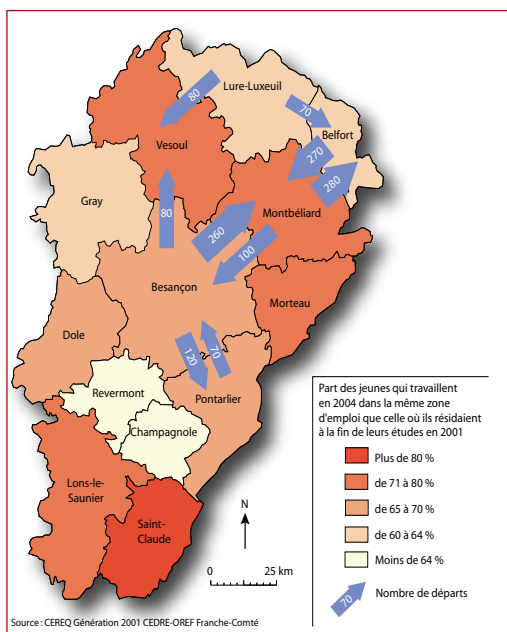 Lure-Luxeuil
80
70
Belfort
Vesoul
270
280
Gray
80
260
Montbéliard
100
Besançon
Morteau
Dole
120
70
Revermont
Pontarlier
Champagnole
Lons-le-
Saunier
Saint-
Claude
N
0 25 km
Part des jeunes qui travaillent
en 2004 dans la même zone
d'emploi que celle où ils résidaient
à la fin de leurs études en 2001
Plus de 80 %
de 71 à 80 %
de 65 à 70 %
de 60 à 64 %
Moins de 64 %
70 Nombre de départs
Source : CEREQ Génération 2001 CEDRE-OREF Franche-Comté